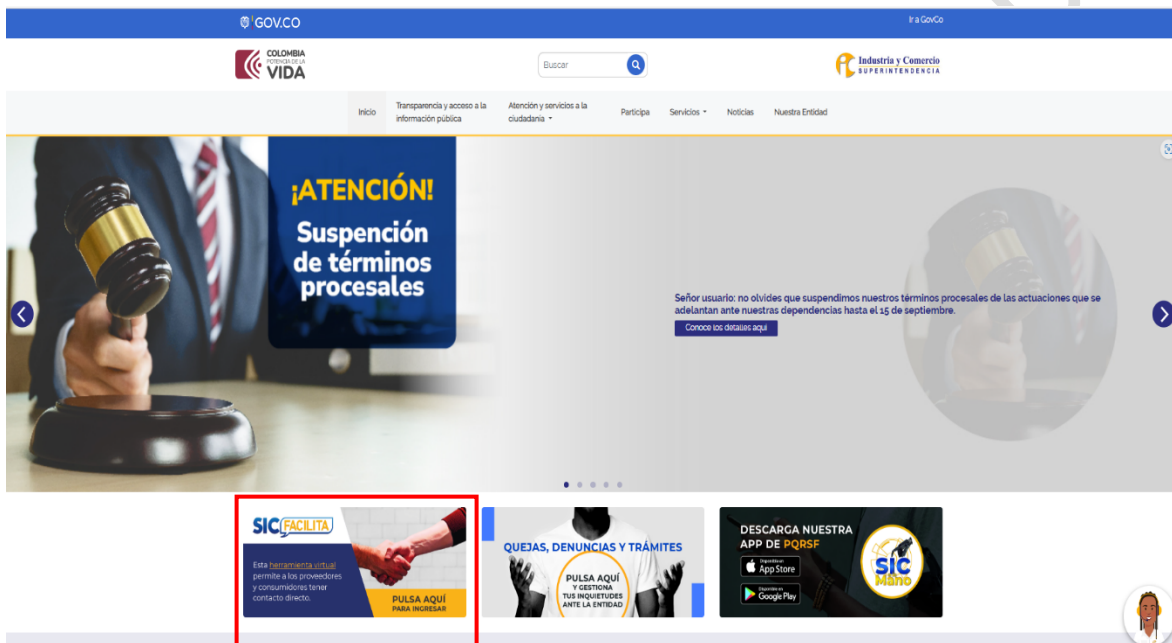 GOV.CO
Ir a GovCo
COLOMBIA
POTENCIA DE LA
VIDA
Buscar
Industria y Comercio
SUPERINTENDENCIA
Inicio
Transparencia y acceso a la
información pública
Atención y servicios a la
ciudadanía
Participa
Servicios
Noticias
Nuestra Entidad
¡ATENCIÓN!
Suspención
de términos
procesales
Señor usuario: no olvides que suspendimos nuestros términos procesales de las actuaciones que se
adelantan ante nuestras dependencias hasta el 15 de septiembre.
Conoce los detalles aquí
SIC FACILITA
Esta herramienta virtual
permite a los proveedores
y consumidores tener
contacto directo.
PULSA AQUÍ
PARA INGRESAR
QUEJAS, DENUNCIAS Y TRÁMITES
PULSA AQUÍ
Y GESTIONA
TUS INQUIETUDES
ANTE LA ENTIDAD
DESCARGA NUESTRA
APP DE PQRSF
Disponible en
App Store
Disponible en
Google Play
SIC
Mano